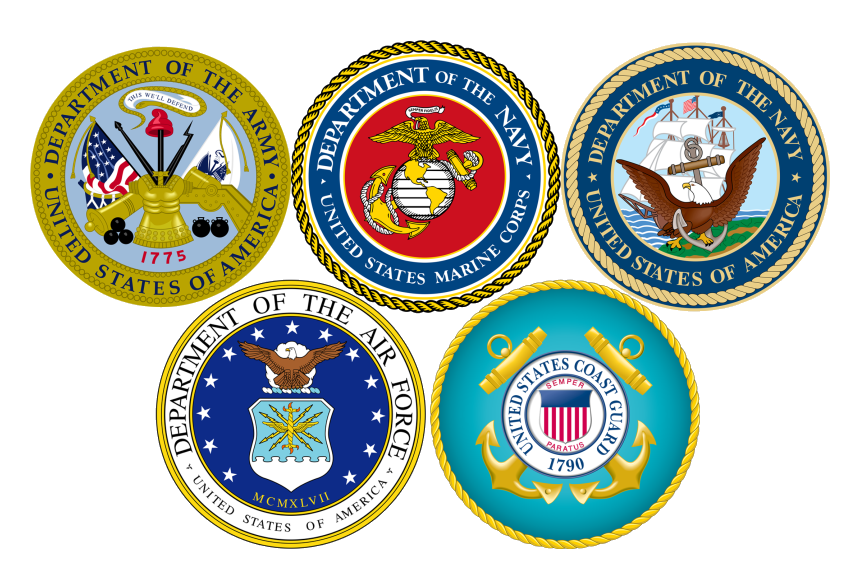 DEPARTMENT OF THE ARMY
THIS WE'LL DEFEND
1775
UNITED STATES OF AMERICA
DEPARTMENT OF THE NAVY
SEMPER FIDELIS
UNITED STATES MARINE CORPS
DEPARTMENT OF THE NAVY
UNITED STATES OF AMERICA
DEPARTMENT OF THE AIR FORCE
MCMXLVII
UNITED STATES OF AMERICA
UNITED STATES COAST GUARD
SEMPER
PARATUS
1790